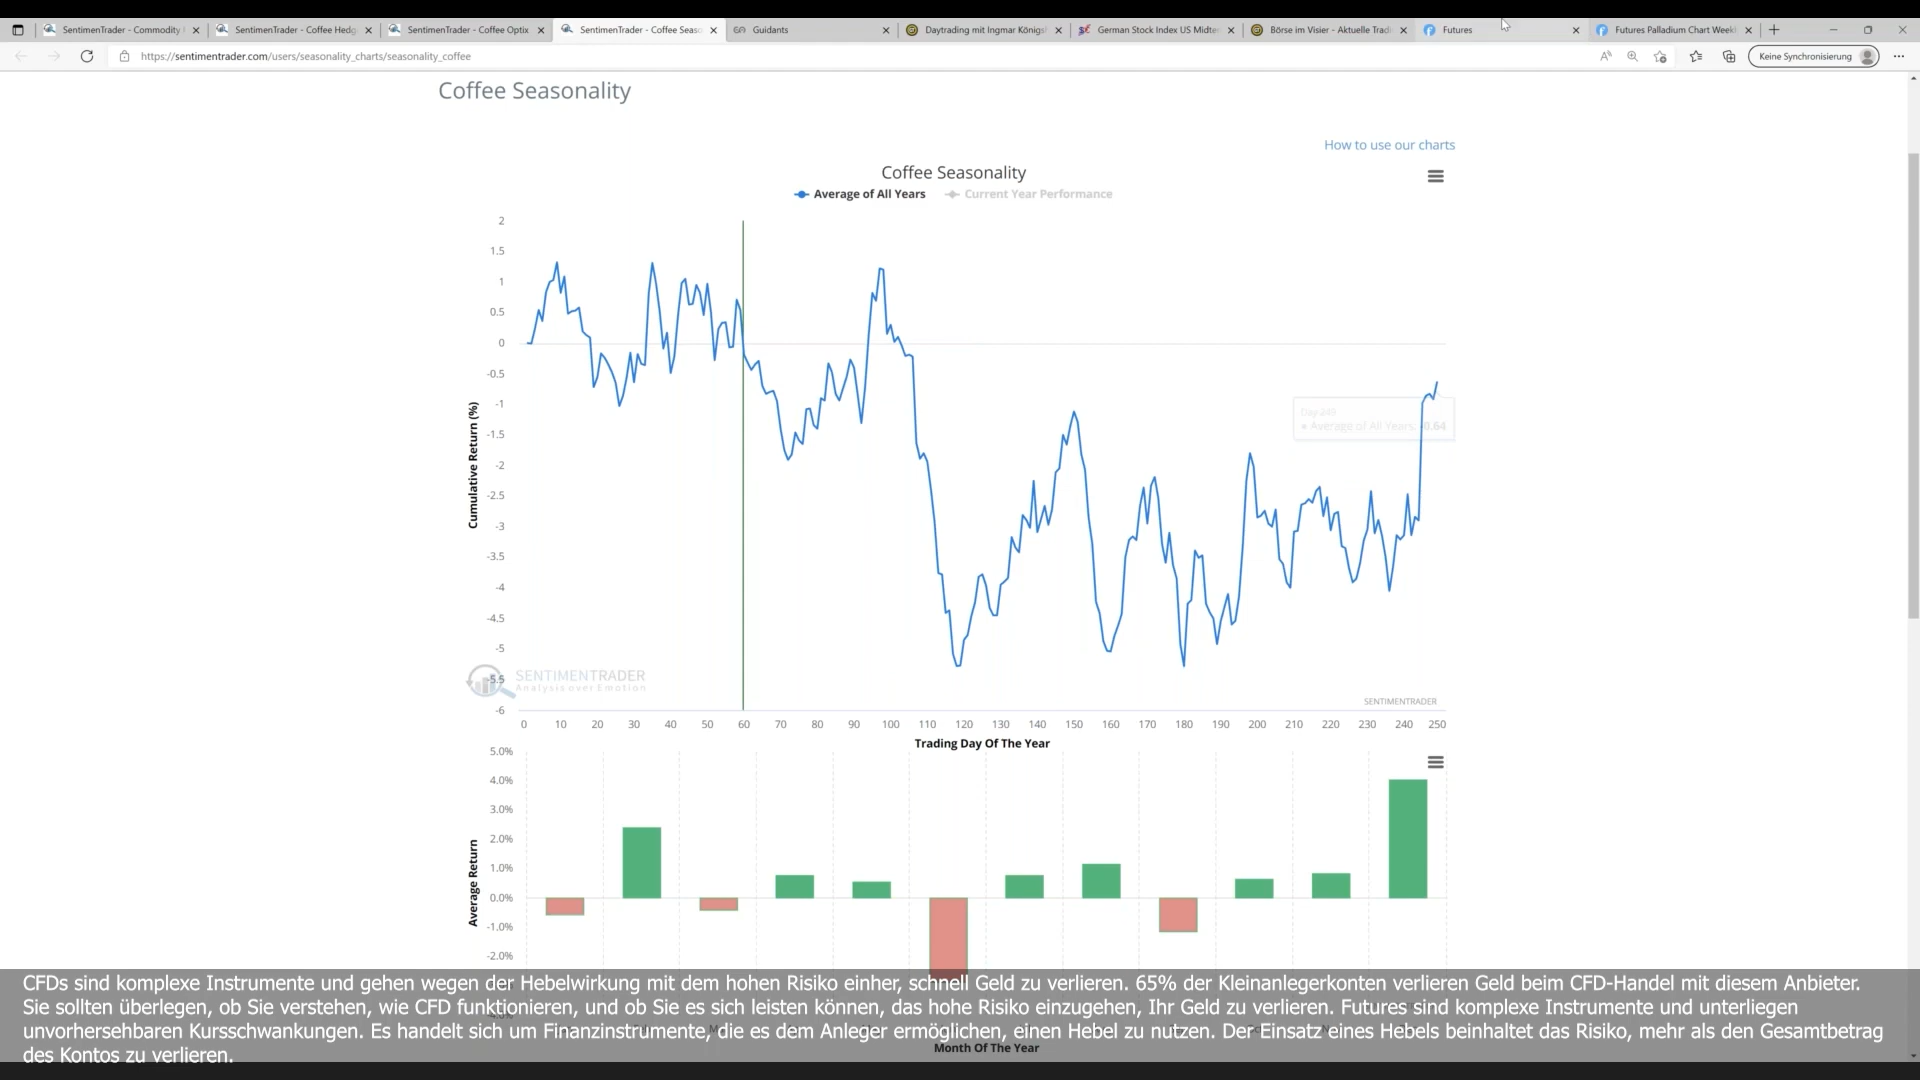 SentimenTrader - Commodity
SentimenTrader - Coffee Hedg
SentimenTrader - Coffee Optix
SentimenTrader - Coffee Seaso
Guidants
Daytrading mit Ingmar Königs
German Stock Index US Midte
Börse im Visier - Aktuelle Tradi
Futures
Futures Palladium Chart Week
https://sentimentrader.com/users/seasonality_charts/seasonality_coffee
Keine Synchronisierung
Coffee Seasonality
How to use our charts
Coffee Seasonality
Average of All Years
Current Year Performance
2
1.5
1
0.5
0
-0.5
-1
-1.5
-2
-2.5
-3
-3.5
-4
-4.5
-5
-5.5
-6
Cumulative Return (%)
Day 249
Average of All Years: -0.64
SENTIMENTRADER
Analysis over Emotion
SENTIMENTRADER
0 10 20 30 40 50 60 70 80 90 100 110 120 130 140 150 160 170 180 190 200 210 220 230 240 250
Trading Day Of The Year
5.0%
4.0%
3.0%
2.0%
1.0%
0.0%
-1.0%
-2.0%
Average Return
CFDs sind komplexe Instrumente und gehen wegen der Hebelwirkung mit dem hohen Risiko einher, schnell Geld zu verlieren. 65% der Kleinanlegerkonten verlieren Geld beim CFD-Handel mit diesem Anbieter.
Sie sollten überlegen, ob Sie verstehen, wie CFD funktionieren, und ob Sie es sich leisten können, das hohe Risiko einzugehen, Ihr Geld zu verlieren. Futures sind komplexe Instrumente und unterliegen
unvorhersehbaren Kursschwankungen. Es handelt sich um Finanzinstrumente, die es dem Anleger ermöglichen, einen Hebel zu nutzen. Der Einsatz eines Hebels beinhaltet das Risiko, mehr als den Gesamtbetrag
des Kontos zu verlieren.
Month Of The Year